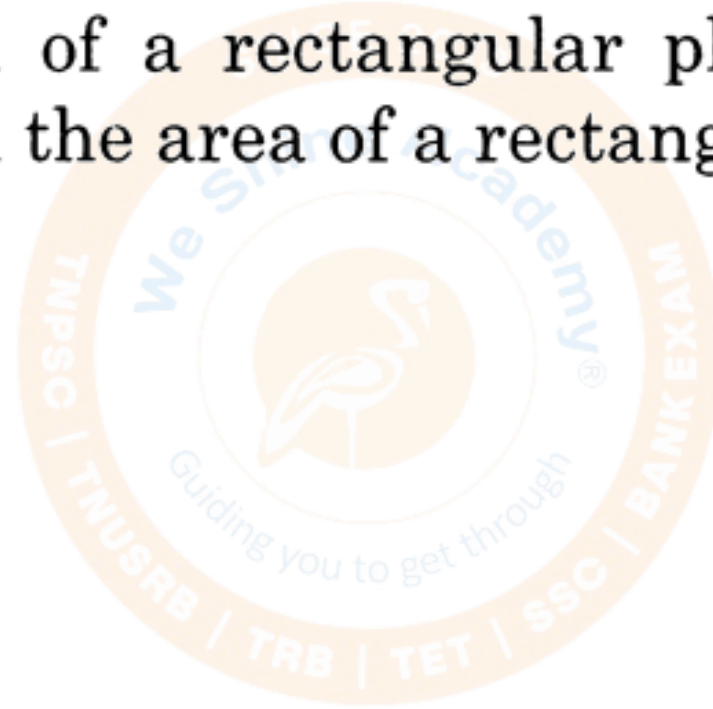 of a rectangular pl
the area of a rectang
We Shine Academy®
Guiding you to get through
TNPSC | TNUSRB | TRB | TET | SSC | BANK EXAM